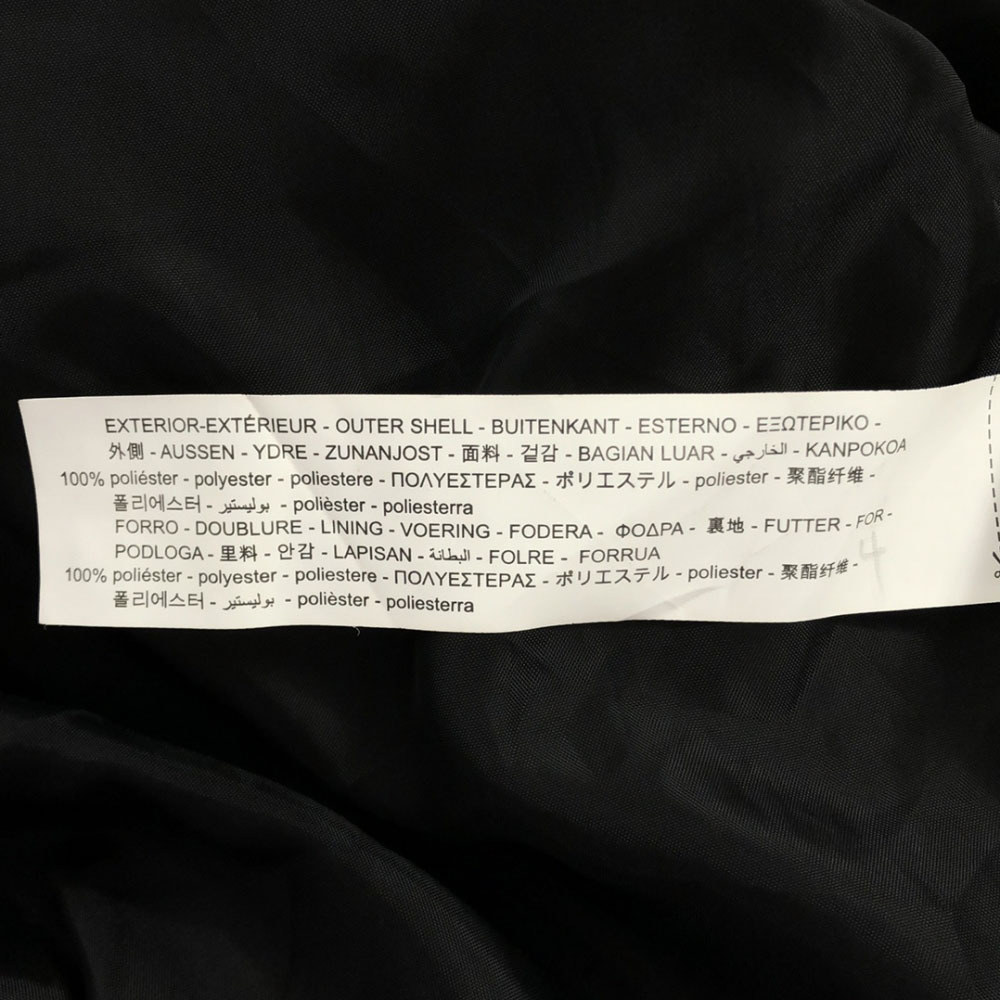 EXTERIOR-EXTÉRIEUR - OUTER SHELL - BUITENKANT - ESTERNO - ΕΞΩΤΕΡΙΚΟ -
外側 - AUSSEN - YDRE - ZUNANJOST - 面料 - 겉감 - BAGIAN LUAR - الخارجي - KANPOKOA
100% poliéster - polyester - poliestere - ΠΟΛΥΕΣΤΕΡΑΣ - ポリエステル - poliester - 聚酯纤维 -
폴리에스터 - بوليستير - polièster - poliesterra
FORRO - DOUBLURE - LINING - VOERING - FODERA - ΦΟΔΡΑ - 裏地 - FUTTER - FOR -
PODLOGA - 里料 - 안감 - LAPISAN - البطانة - FOLRE - FORRUA
100% poliéster - polyester - poliestere - ΠΟΛΥΕΣΤΕΡΑΣ - ポリエステル - poliester - 聚酯纤维 -
폴리에스터 - بوليستير - polièster - poliesterra
4